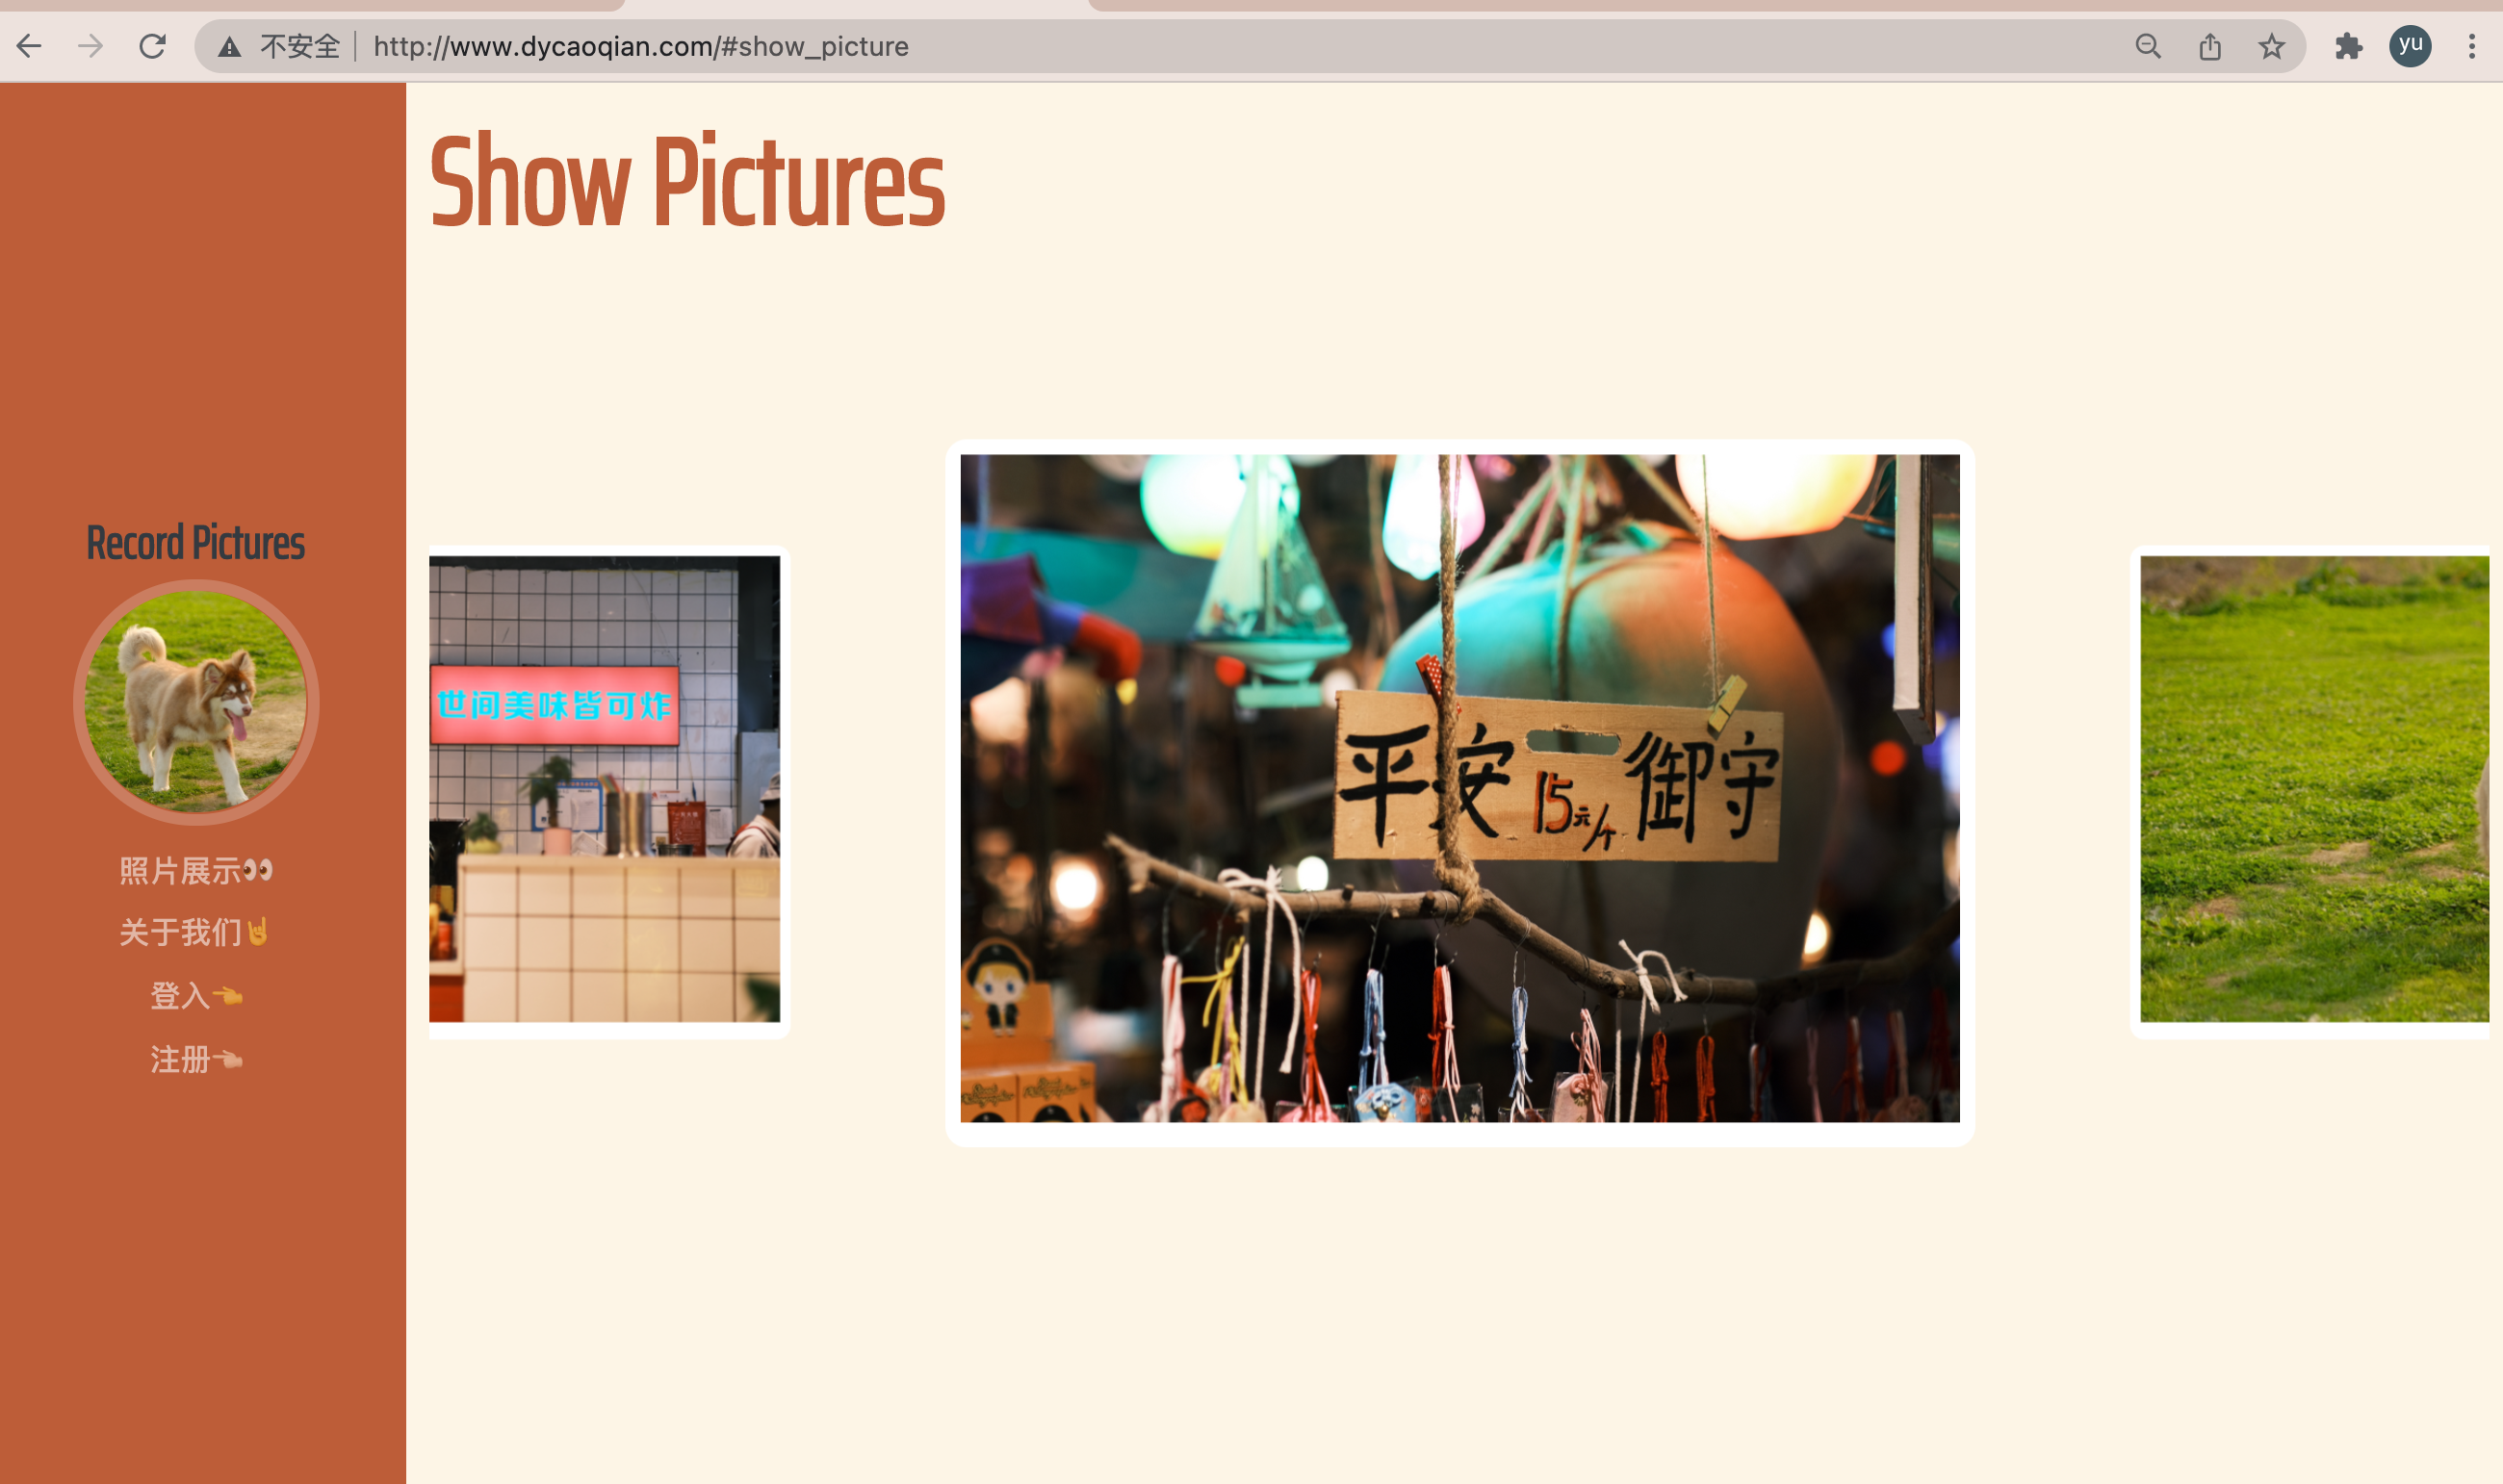 不安全 http://www.dycaoqian.com/#show_picture
yu
Show Pictures
Record Pictures
照片展示👀
关于我们🤘
登入👈
注册👈🏻
世间美味皆可炸
平安 15元/个 御守